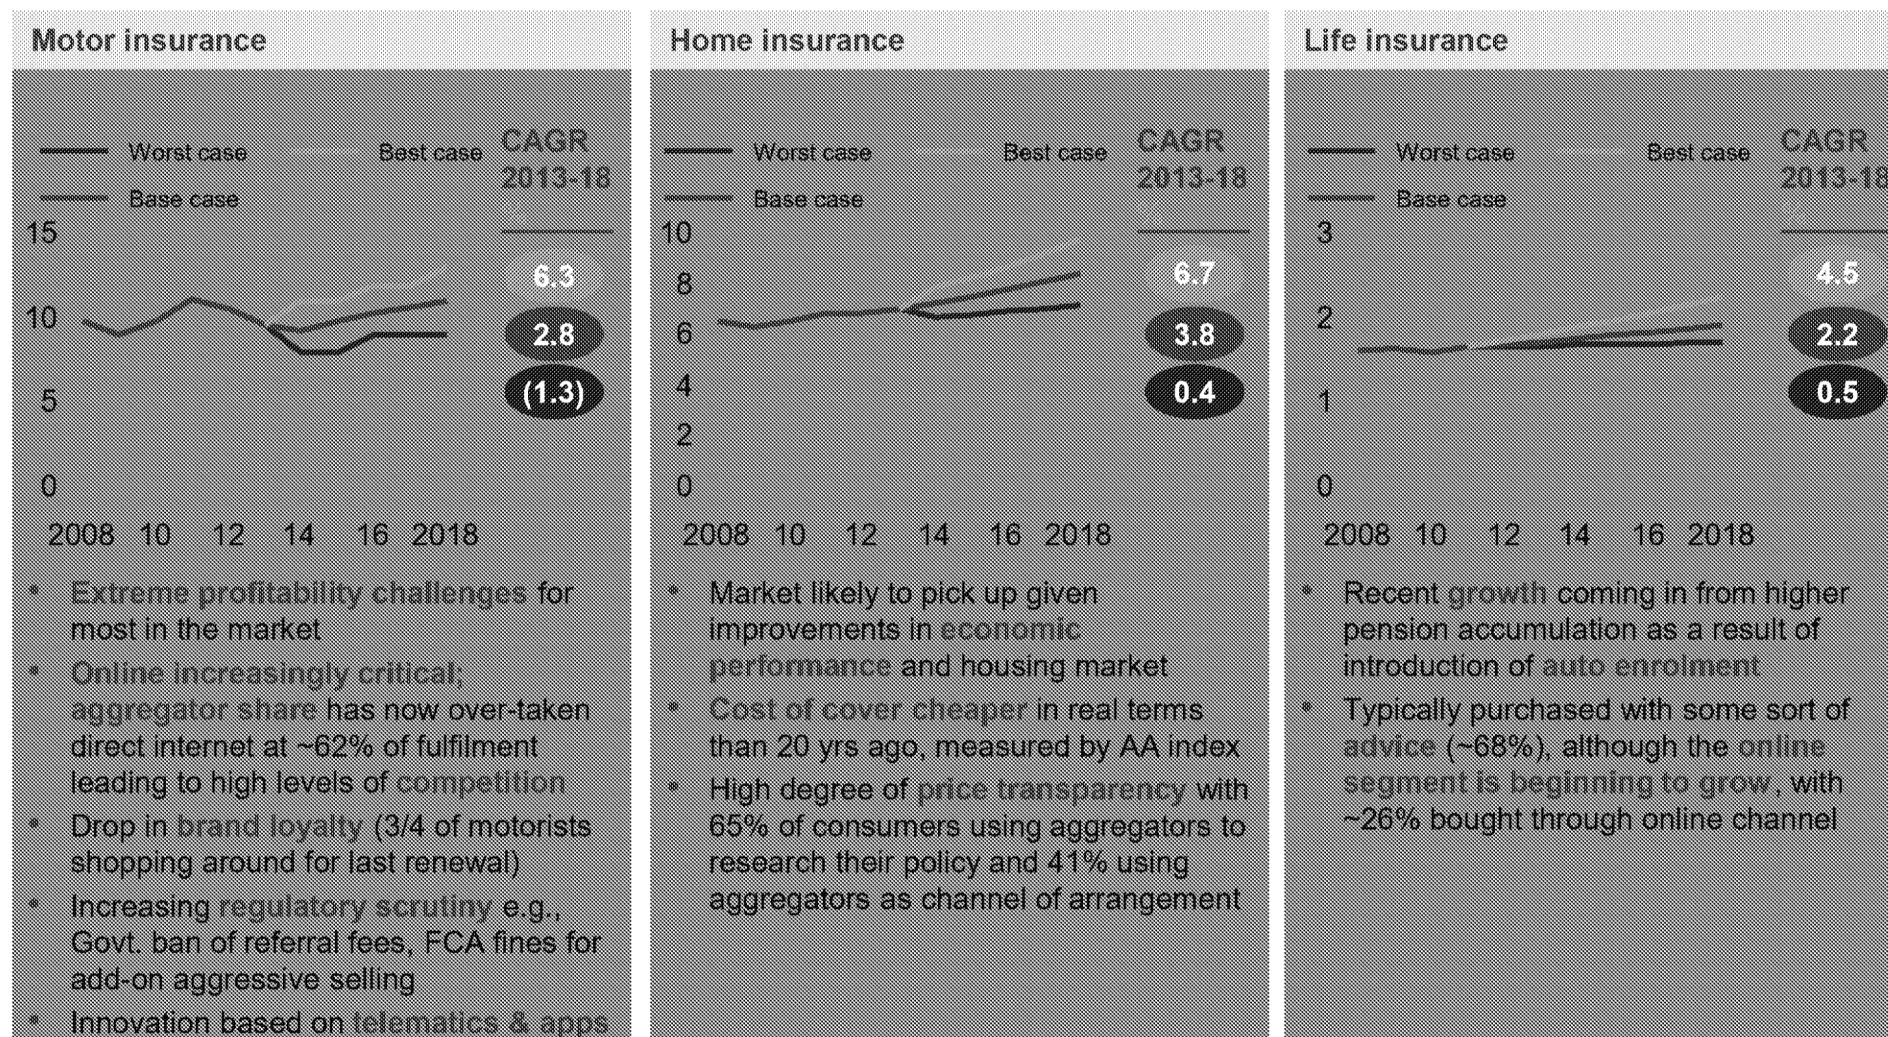 Motor insurance
Worst case
Best case
Base case
CAGR
2013-18
%
15
10
5
0
6.3
2.8
(1.3)
2008 10 12 14 16 2018
• Extreme profitability challenges for
most in the market
• Online increasingly critical;
aggregator share has now over-taken
direct internet at ~62% of fulfilment
leading to high levels of competition
• Drop in brand loyalty (3/4 of motorists
shopping around for last renewal)
• Increasing regulatory scrutiny e.g.,
Govt. ban of referral fees, FCA fines for
add-on aggressive selling
• Innovation based on telematics & apps
Home insurance
Worst case
Best case
Base case
CAGR
2013-18
%
10
8
6
4
2
0
6.7
3.8
0.4
2008 10 12 14 16 2018
• Market likely to pick up given
improvements in economic
performance and housing market
• Cost of cover cheaper in real terms
than 20 yrs ago, measured by AA index
• High degree of price transparency with
65% of consumers using aggregators to
research their policy and 41% using
aggregators as channel of arrangement
Life insurance
Worst case
Best case
Base case
CAGR
2013-18
%
3
2
1
0
4.5
2.2
0.5
2008 10 12 14 16 2018
• Recent growth coming in from higher
pension accumulation as a result of
introduction of auto enrolment
• Typically purchased with some sort of
advice (~68%), although the online
segment is beginning to grow, with
~26% bought through online channel